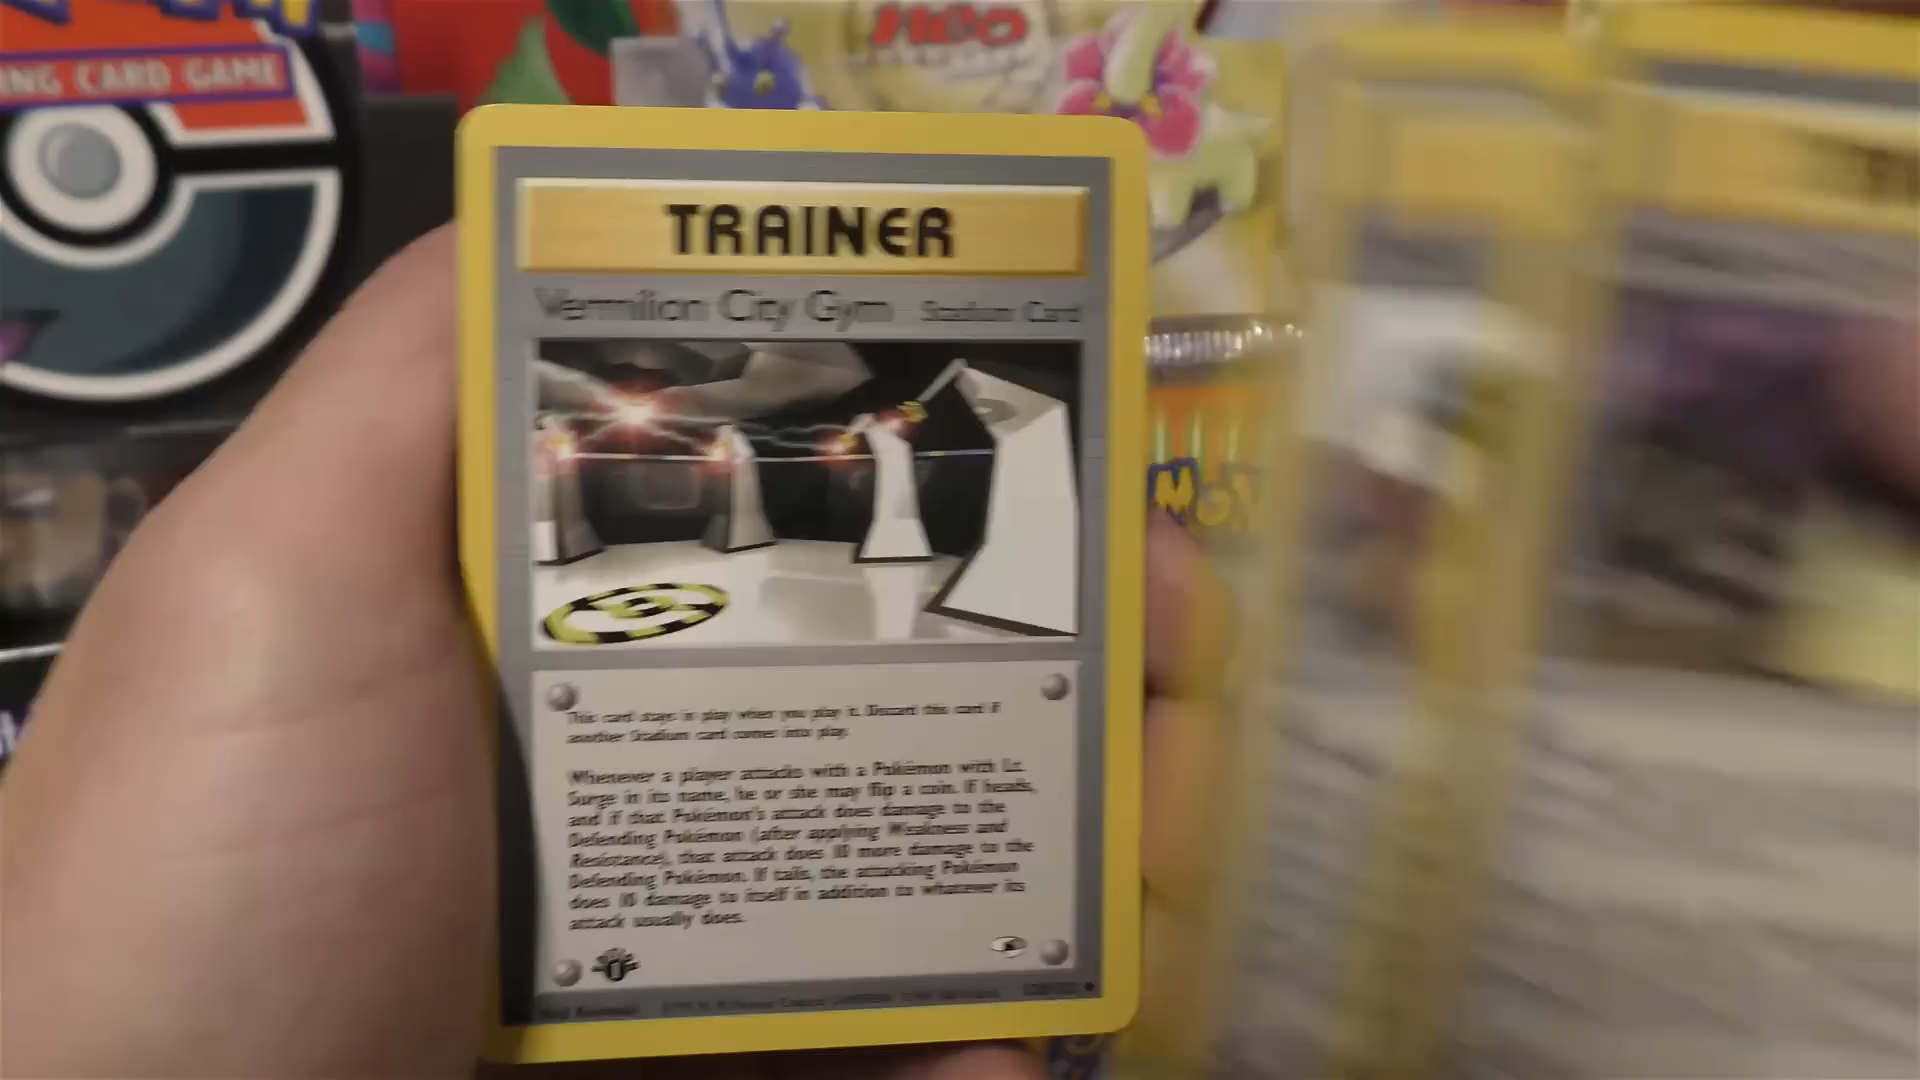 ING CARD GAME
TRAINER
Vermilion City Gym Stadium Card
This card stays in play when you play it. Discard this card if
another Stadium card comes into play.
Whenever a player attacks with a Pokémon with Lt.
Surge in its name, he or she may flip a coin. If heads,
and if that Pokémon's attack does damage to the
Defending Pokémon (after applying Weakness and
Resistance), that attack does 10 more damage to the
Defending Pokémon. If tails, the attacking Pokémon
does 10 damage to itself in addition to whatever its
attack usually does.